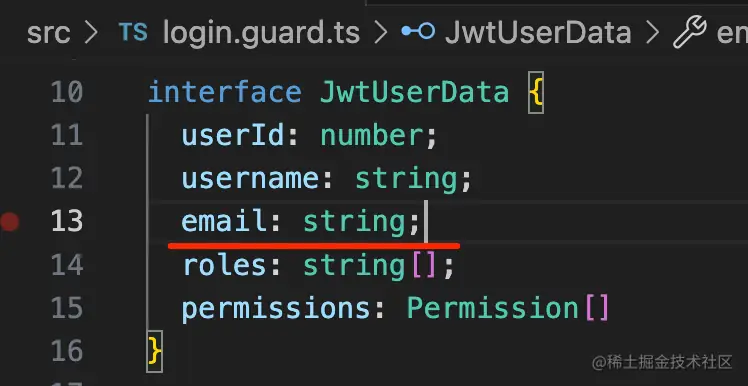 src > TS login.guard.ts > JwtUserData > em
10 interface JwtUserData {
11 userId: number;
12 username: string;
13 email: string;
14 roles: string[];
15 permissions: Permission[]
16 }
@稀土掘金技术社区